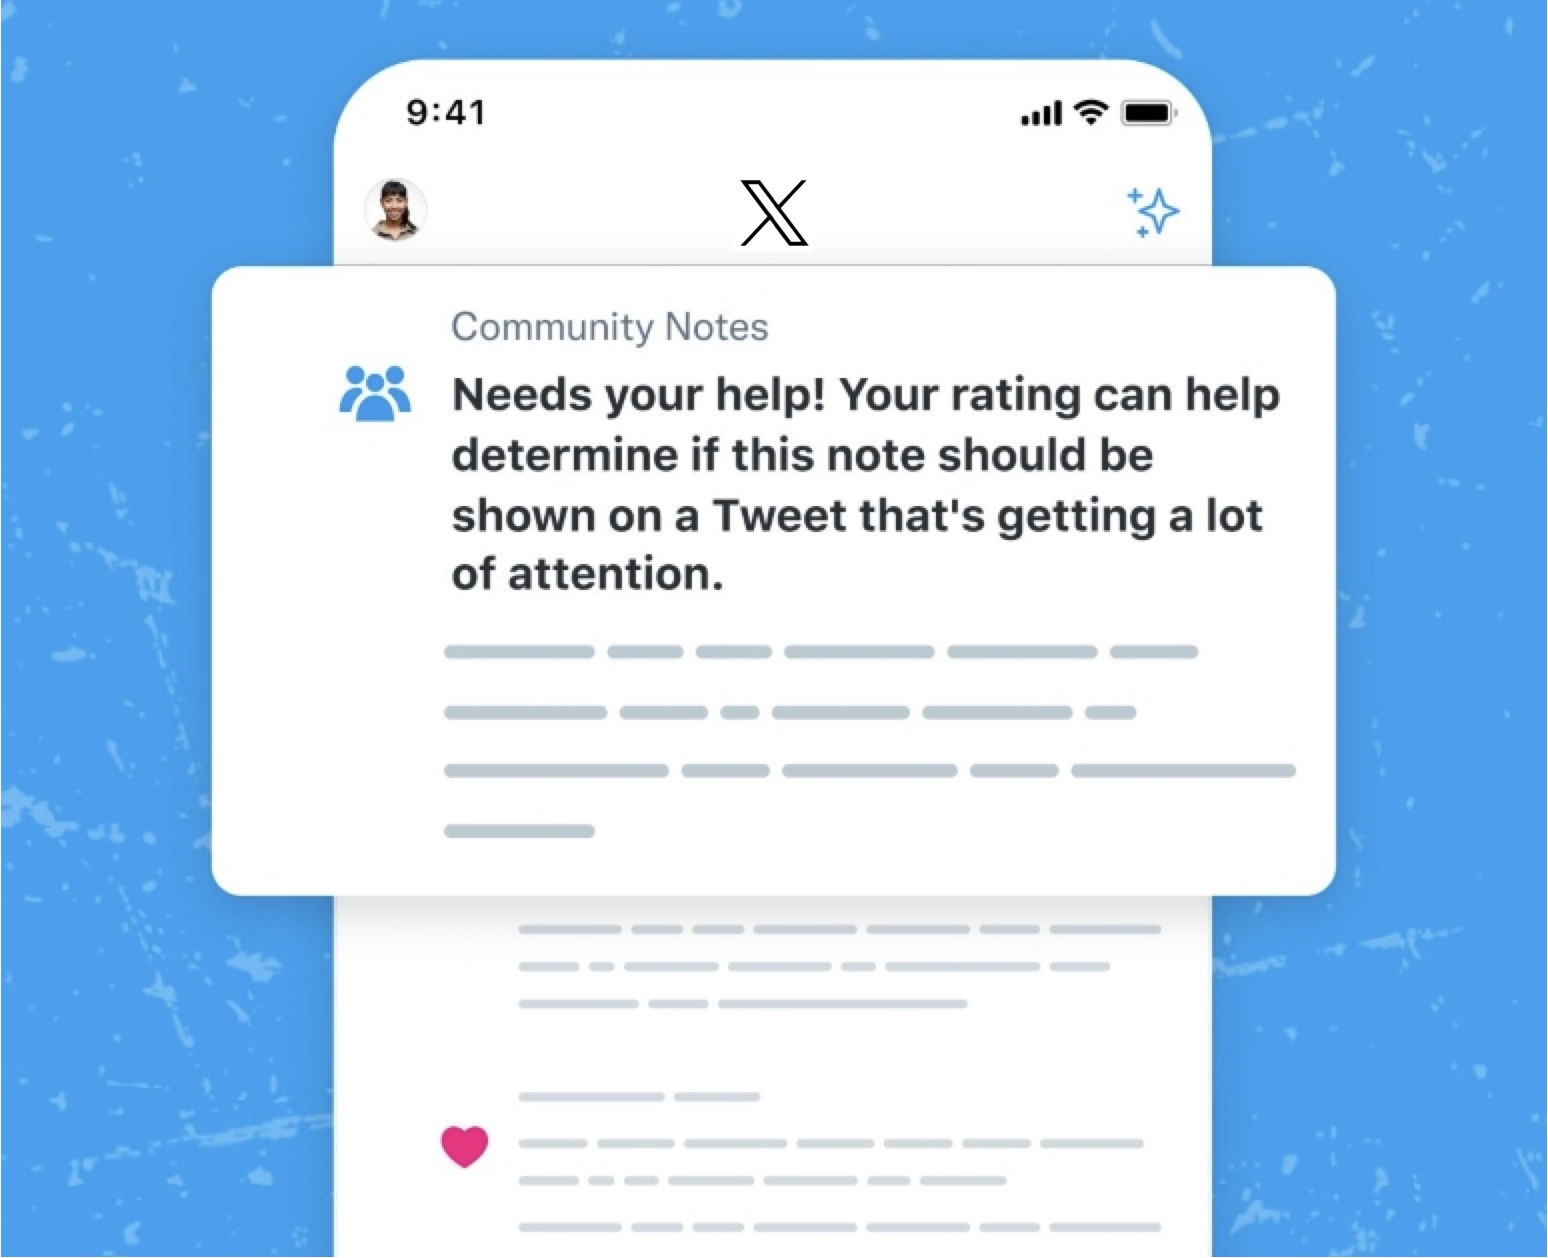 9:41
X
Community Notes
Needs your help! Your rating can help
determine if this note should be
shown on a Tweet that's getting a lot
of attention.